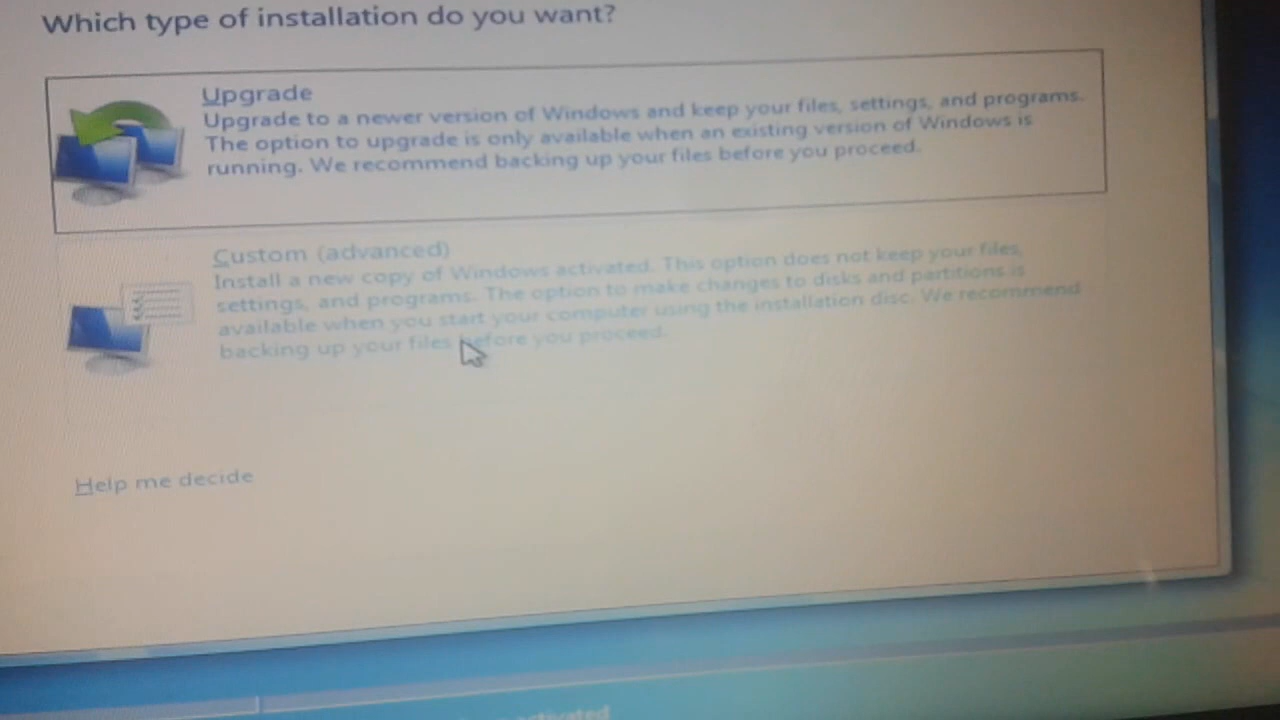 Which type of installation do you want?
Upgrade
Upgrade to a newer version of Windows and keep your files, settings, and programs.
The option to upgrade is only available when an existing version of Windows is
running. We recommend backing up your files before you proceed.
Custom (advanced)
Install a new copy of Windows activated. This option does not keep your files,
settings, and programs. The option to make changes to disks and partitions is
available when you start your computer using the installation disc. We recommend
backing up your files before you proceed.
Help me decide
activated